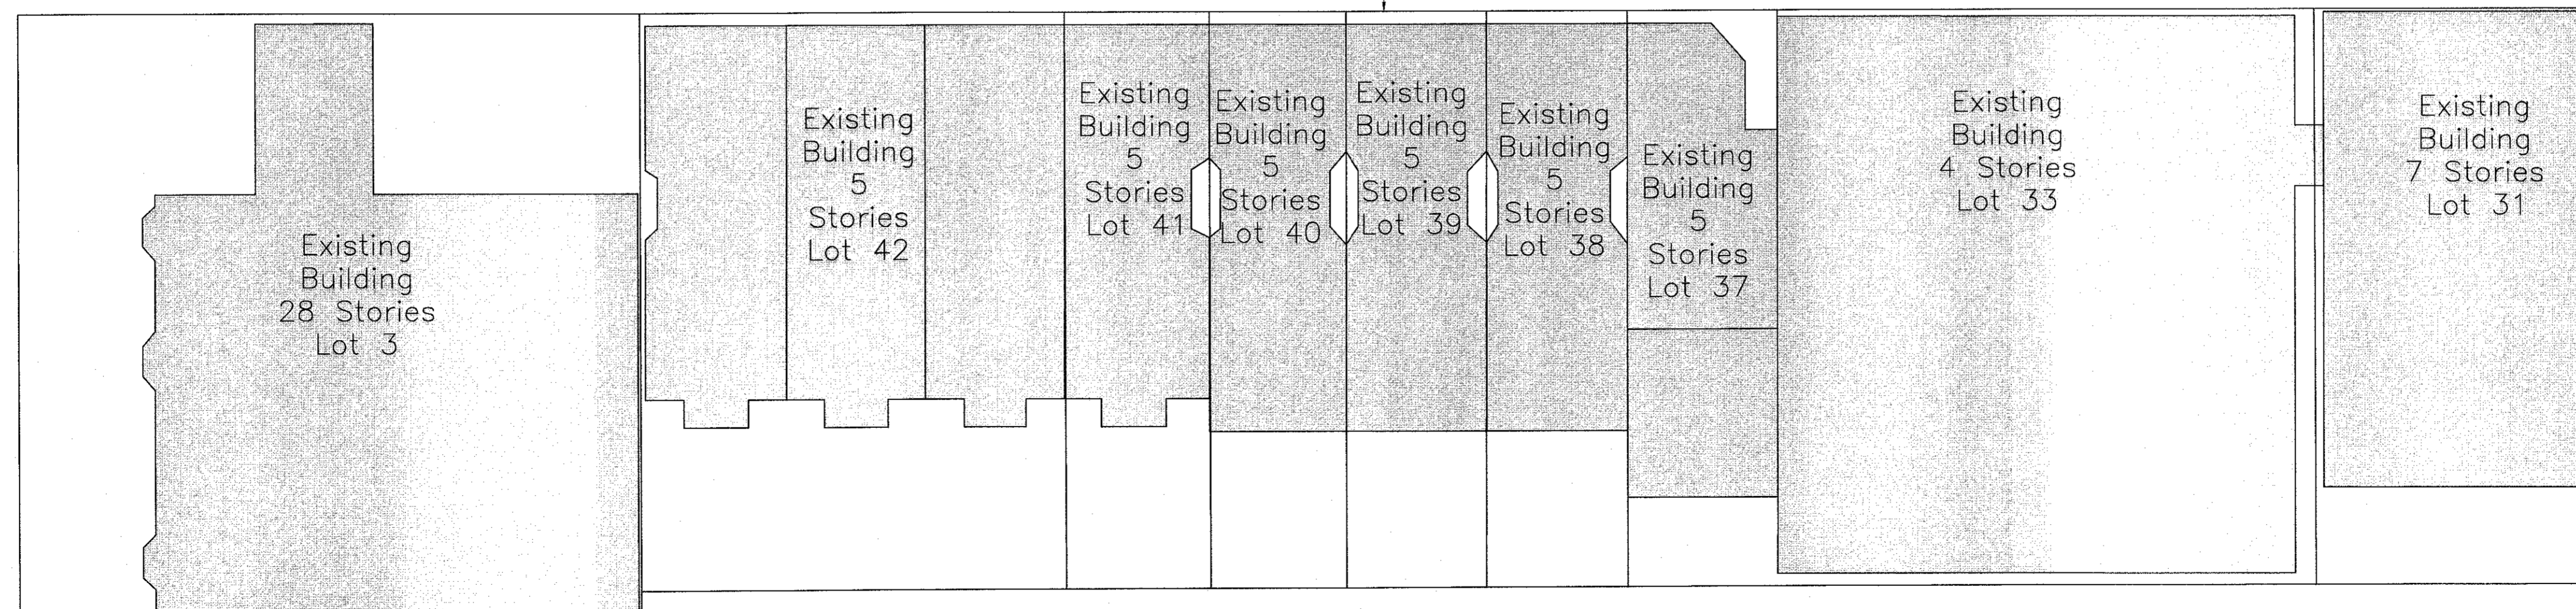 Existing
Building
28 Stories
Lot 3
Existing
Building
5
Stories
Lot 42
Existing
Building
5
Stories
Lot 41
Existing
Building
5
Stories
Lot 40
Existing
Building
5
Stories
Lot 39
Existing
Building
5
Stories
Lot 38
Existing
Building
5
Stories
Lot 37
Existing
Building
4 Stories
Lot 33
Existing
Building
7 Stories
Lot 31